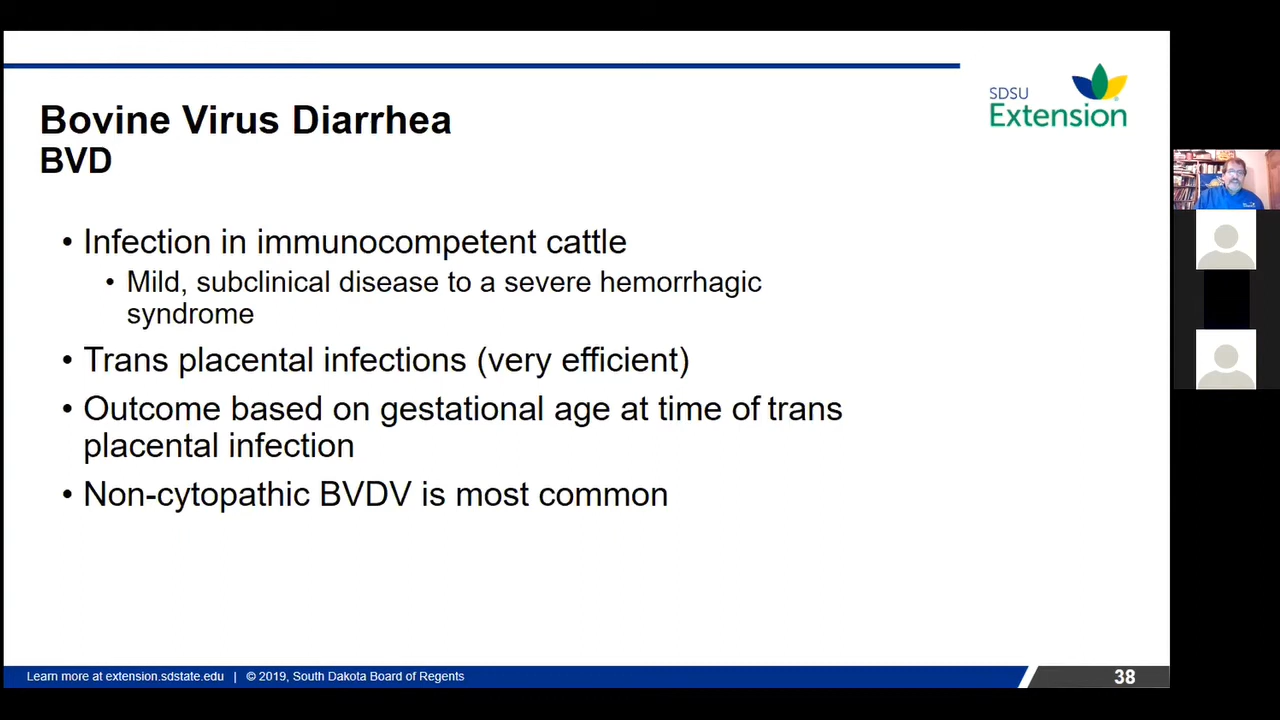 SDSU
Extension
Bovine Virus Diarrhea
BVD
• Infection in immunocompetent cattle
• Mild, subclinical disease to a severe hemorrhagic
syndrome
• Trans placental infections (very efficient)
• Outcome based on gestational age at time of trans
placental infection
• Non-cytopathic BVDV is most common
Learn more at extension.sdstate.edu | © 2019, South Dakota Board of Regents
38